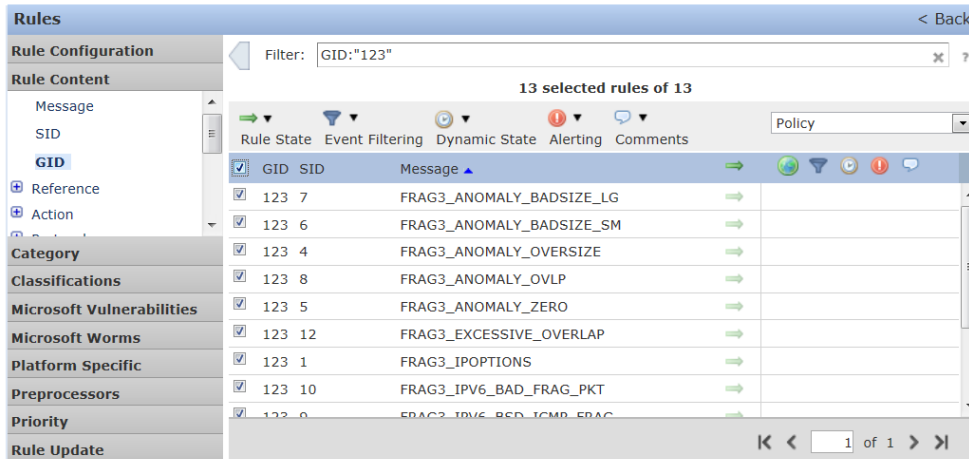 Rules
< Back
Rule Configuration
Rule Content
Message
SID
GID
Reference
Action
Category
Classifications
Microsoft Vulnerabilities
Microsoft Worms
Platform Specific
Preprocessors
Priority
Rule Update
Filter: GID:"123"
?
13 selected rules of 13
Rule State Event Filtering Dynamic State Alerting Comments
Policy
GID SID Message
123 7 FRAG3_ANOMALY_BADSIZE_LG
123 6 FRAG3_ANOMALY_BADSIZE_SM
123 4 FRAG3_ANOMALY_OVERSIZE
123 8 FRAG3_ANOMALY_OVLP
123 5 FRAG3_ANOMALY_ZERO
123 12 FRAG3_EXCESSIVE_OVERLAP
123 1 FRAG3_IPOPTIONS
123 10 FRAG3_IPV6_BAD_FRAG_PKT
123 9 FRAG3_IPV6_BSD_ICMP_FRAG
1 of 1